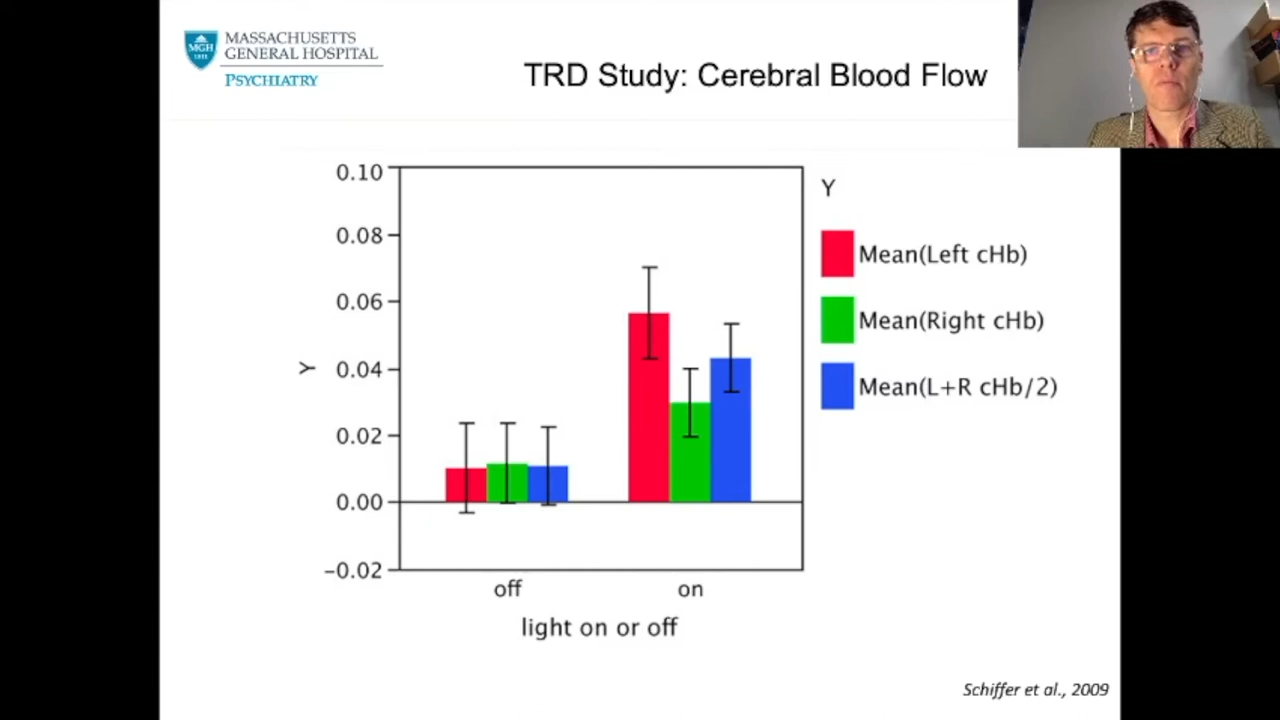 MGH
1811
MASSACHUSETTS
GENERAL HOSPITAL
PSYCHIATRY
TRD Study: Cerebral Blood Flow
0.10
0.08
0.06
0.04
0.02
0.00
−0.02
Y
off
on
light on or off
Y
Mean(Left cHb)
Mean(Right cHb)
Mean(L+R cHb/2)
Schiffer et al., 2009